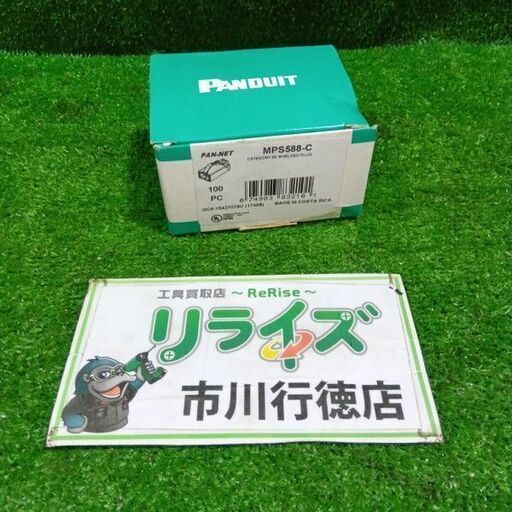 PANDUIT
PAN-NET
MPS588-C
CATEGORY 5E SHIELDED PLUG
100
PC
MADE IN COSTA RICA
工具買取店 ～ReRise～
リライズ
市川行徳店